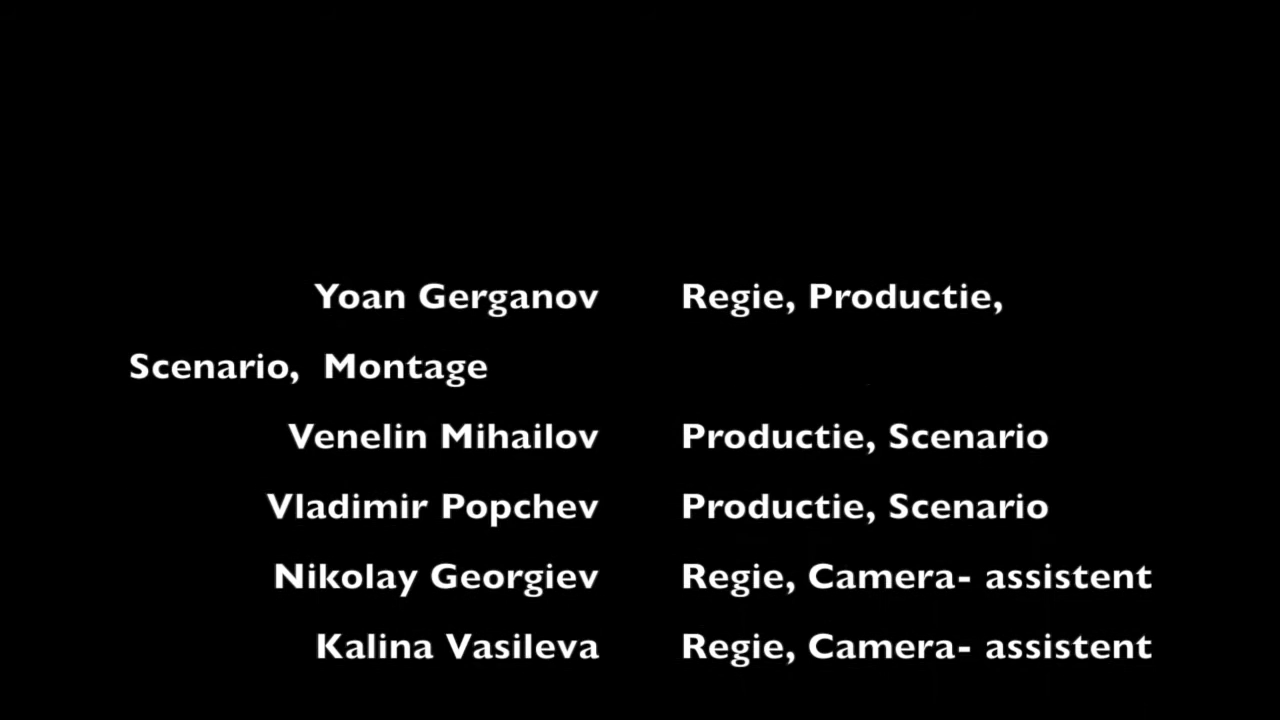 Yoan Gerganov Regie, Productie,
Scenario, Montage
Venelin Mihailov Productie, Scenario
Vladimir Popchev Productie, Scenario
Nikolay Georgiev Regie, Camera- assistent
Kalina Vasileva Regie, Camera- assistent